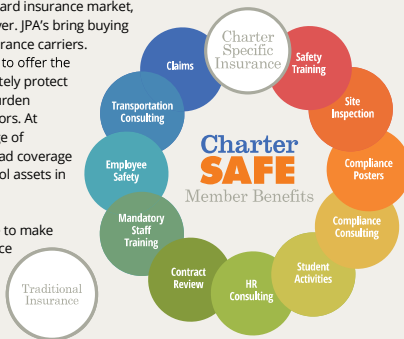 ard insurance market,
ver. JPA's bring buying
rance carriers.
to offer the
tely protect
urden
ors. At
ge of
ad coverage
ol assets in
e to make
ce
Traditional
Insurance
Charter
Specific
Insurance
Safety
Training
Site
Inspection
Compliance
Posters
Compliance
Consulting
Student
Activities
HR
Consulting
Contract
Review
Mandatory
Staff
Training
Employee
Safety
Transportation
Consulting
Claims
Charter
SAFE
Member Benefits